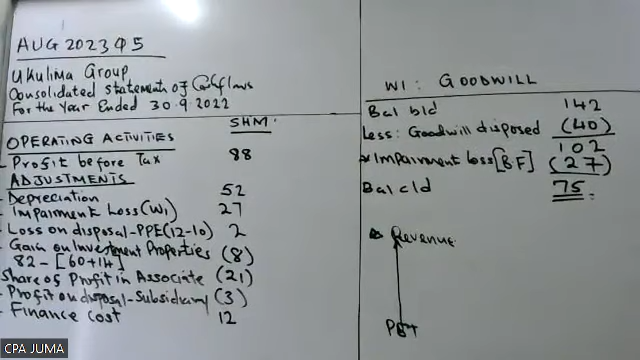 AUG 2023 Q5
Ukulima Group
Consolidated statement of Cashflows
For the Year Ended 30.9.2022
SHM.
OPERATING ACTIVITIES
- Profit before Tax 88
ADJUSTMENTS
- Depreciation 52
- Impairment Loss (W1) 27
- Loss on disposal-PPE (12-10) 2
- Gain on Investment Properties (8)
82 - [60+14]
Share of Profit in Associate (21)
- Profit on disposal-Subsidiary (3)
- Finance cost 12
W1: GOODWILL
Bal b/d 142
Less: Goodwill disposed (40)
102
Impairment loss [BF] (27)
Bal c/d 75
Revenue
PBT
CPA JUMA